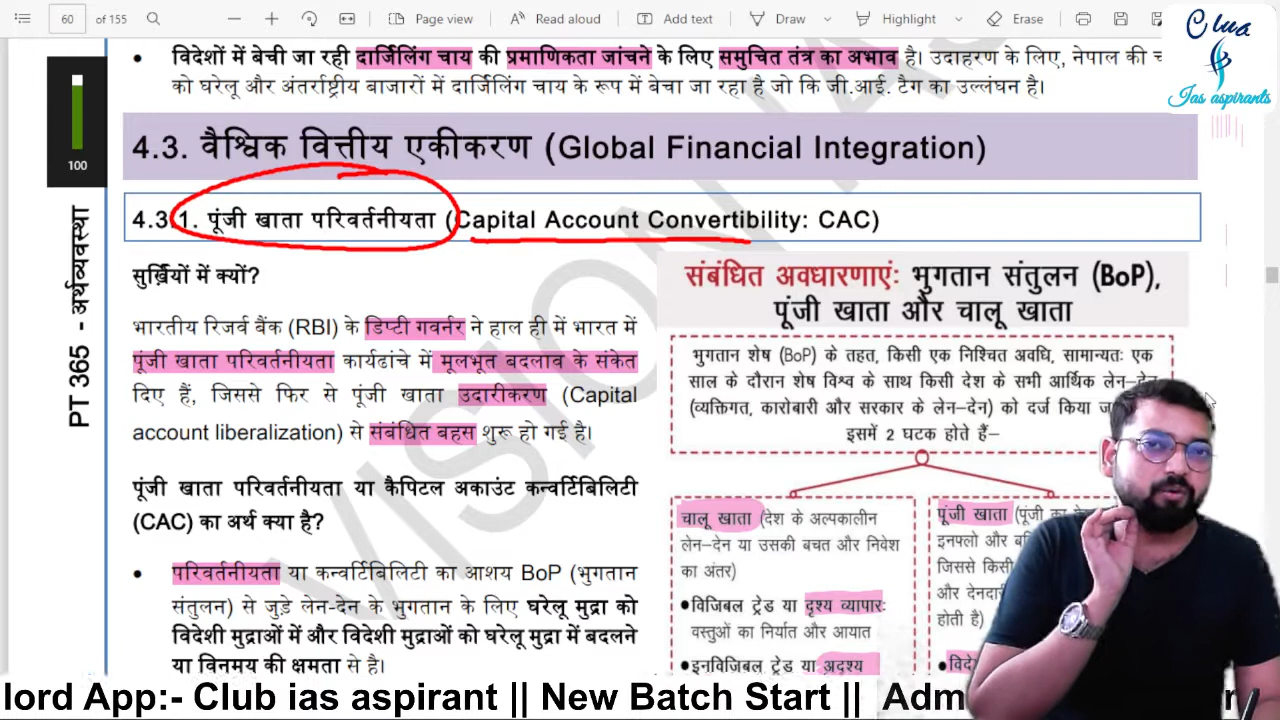 60 of 155 Page view Read aloud Add text Draw Highlight Erase
Club
Ias aspirants
• विदेशों में बेची जा रही दार्जिलिंग चाय की प्रमाणिकता जांचने के लिए समुचित तंत्र का अभाव है। उदाहरण के लिए, नेपाल की
को घरेलू और अंतर्राष्ट्रीय बाजारों में दार्जिलिंग चाय के रूप में बेचा जा रहा है जो कि जी.आई. टैग का उल्लंघन है।
100
PT 365 - अर्थव्यवस्था
VISION IAS
4.3. वैश्विक वित्तीय एकीकरण (Global Financial Integration)
4.3.1. पूंजी खाता परिवर्तनीयता (Capital Account Convertibility: CAC)
सुर्ख़ियों में क्यों?
भारतीय रिजर्व बैंक (RBI) के डिप्टी गवर्नर ने हाल ही में भारत में
पूंजी खाता परिवर्तनीयता कार्यढांचे में मूलभूत बदलाव के संकेत
दिए हैं, जिससे फिर से पूंजी खाता उदारीकरण (Capital
account liberalization) से संबंधित बहस शुरू हो गई है।
पूंजी खाता परिवर्तनीयता या कैपिटल अकाउंट कन्वर्टिबिलिटी
(CAC) का अर्थ क्या है?
• परिवर्तनीयता या कन्वर्टिबिलिटी का आशय BoP (भुगतान
संतुलन) से जुड़े लेन-देन के भुगतान के लिए घरेलू मुद्रा को
विदेशी मुद्राओं में और विदेशी मुद्राओं को घरेलू मुद्रा में बदलने
या विनमय की क्षमता से है।
संबंधित अवधारणाएं: भुगतान संतुलन (BoP),
पूंजी खाता और चालू खाता
भुगतान शेष (BoP) के तहत, किसी एक निश्चित अवधि, सामान्यतः एक
साल के दौरान शेष विश्व के साथ किसी देश के सभी आर्थिक लेन-देन
(व्यक्तिगत, कारोबारी और सरकार के लेन-देन) को दर्ज किया
इसमें 2 घटक होते हैं–
चालू खाता (देश के अल्पकालीन
लेन-देन या उसकी बचत और निवेश
का अंतर)
•विजिबल ट्रेड या दृश्य व्यापारः
वस्तुओं का निर्यात और आयात
•इनविज़िबल ट्रेड या अदृश्य
पूंजी खाता (पूंजी
इनफ्लो और
जिससे किसी
और
होती है)
lord App:- Club ias aspirant || New Batch Start || Adm